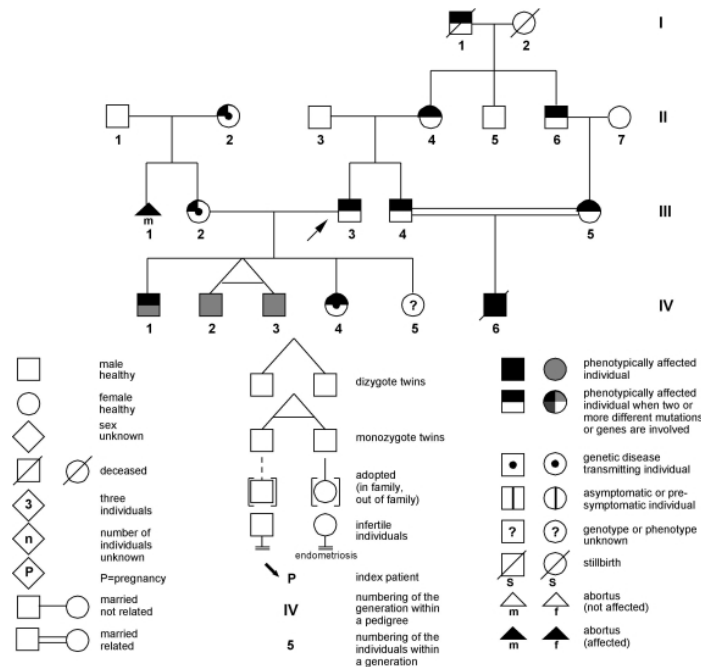 I
1 2
II
1 2 3 4 5 6 7
m
1 2 3 4 5
III
?
1 2 3 4 5 6
IV
male
healthy
female
healthy
sex
unknown
deceased
3
three
individuals
n
number of
individuals
unknown
P
P=pregnancy
married
not related
married
related
dizygote twins
monozygote twins
adopted
(in family,
out of family)
infertile
individuals
endometriosis
P
index patient
IV
numbering of the
generation within
a pedigree
5
numbering of the
individuals within
a generation
phenotypically affected
individual
phenotypically affected
individual when two or
more different mutations
or genes are involved
genetic disease
transmitting individual
asymptomatic or pre-
symptomatic individual
? ?
genotype or phenotype
unknown
S S
stillbirth
m f
abortus
(not affected)
m f
abortus
(affected)